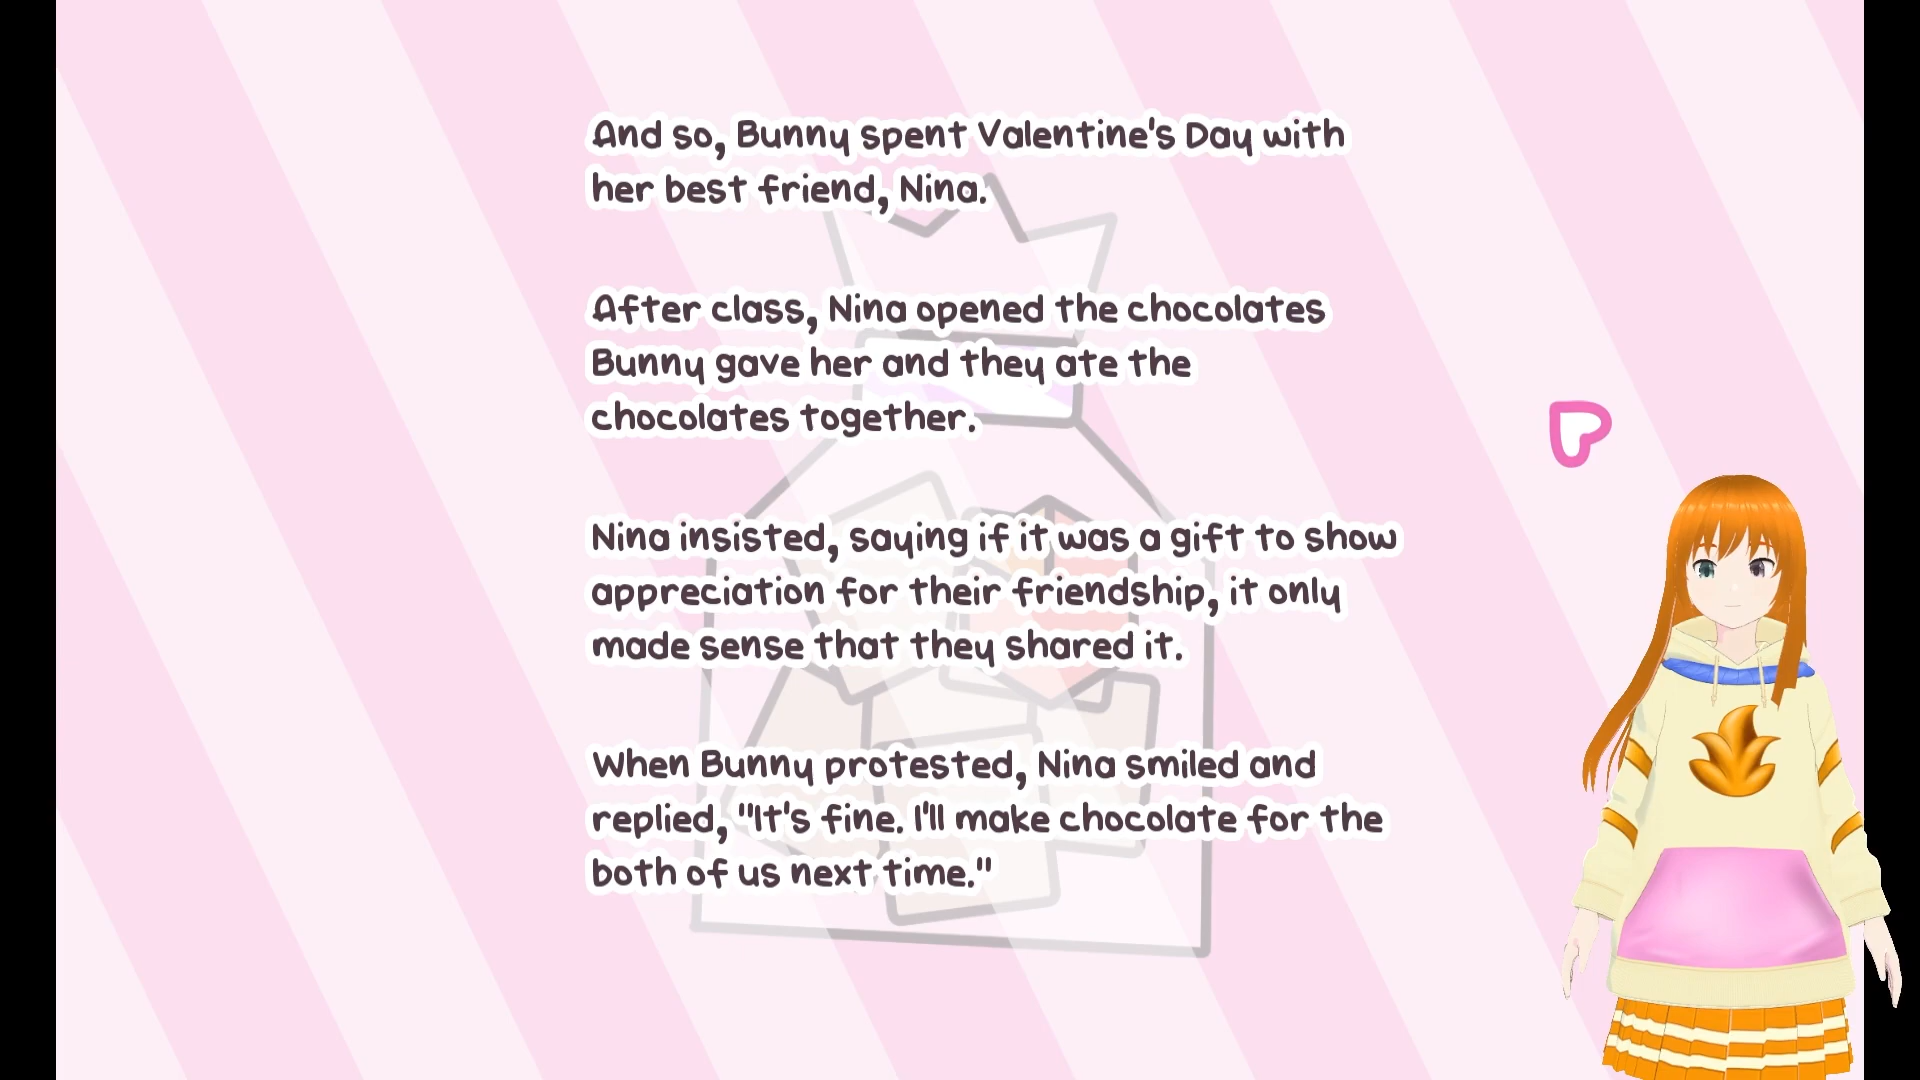 And so, Bunny spent Valentine's Day with
her best friend, Nina.
After class, Nina opened the chocolates
Bunny gave her and they ate the
chocolates together.
Nina insisted, saying if it was a gift to show
appreciation for their friendship, it only
made sense that they shared it.
When Bunny protested, Nina smiled and
replied, "It's fine. I'll make chocolate for the
both of us next time."